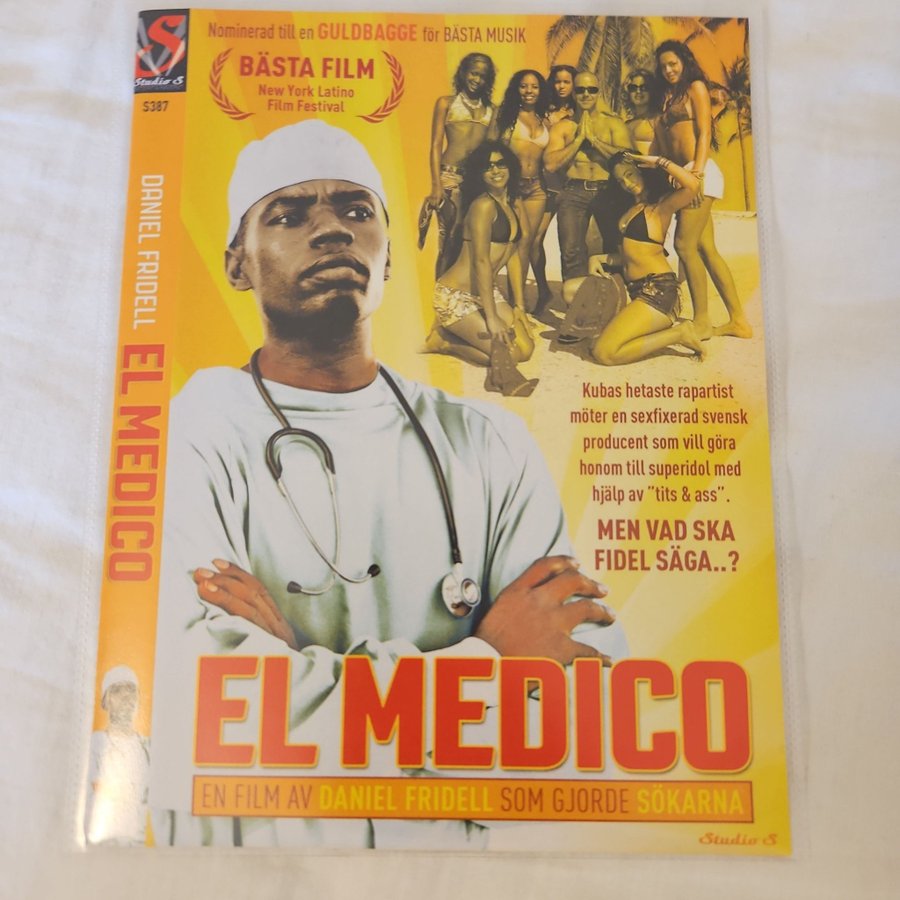 Studio S
S387
DANIEL FRIDELL EL MEDICO
Nominerad till en GULDBAGGE för BÄSTA MUSIK
BÄSTA FILM
New York Latino
Film Festival
Kubas hetaste rapartist
möter en sexfixerad svensk
producent som vill göra
honom till superidol med
hjälp av "tits & ass".
MEN VAD SKA
FIDEL SÄGA..?
EL MEDICO
EN FILM AV DANIEL FRIDELL SOM GJORDE SÖKARNA
Studio S